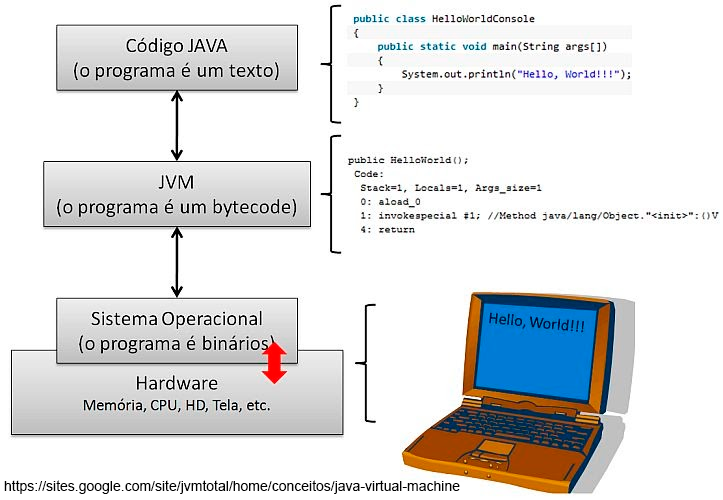 Código JAVA
(o programa é um texto)
public class HelloWorldConsole
{
public static void main(String args[])
{
System.out.println("Hello, World!!!");
}
}
JVM
(o programa é um bytecode)
public HelloWorld();
Code:
Stack=1, Locals=1, Args_size=1
0: aload_0
1: invokespecial #1; //Method java/lang/Object."<init>":()V
4: return
Sistema Operacional
(o programa é binários)
Hardware
Memória, CPU, HD, Tela, etc.
Hello, World!!!
https://sites.google.com/site/jvmtotal/home/conceitos/java-virtual-machine